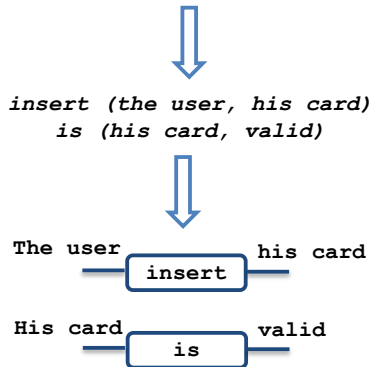 insert (the user, his card)
is (his card, valid)
The user insert his card
His card is valid